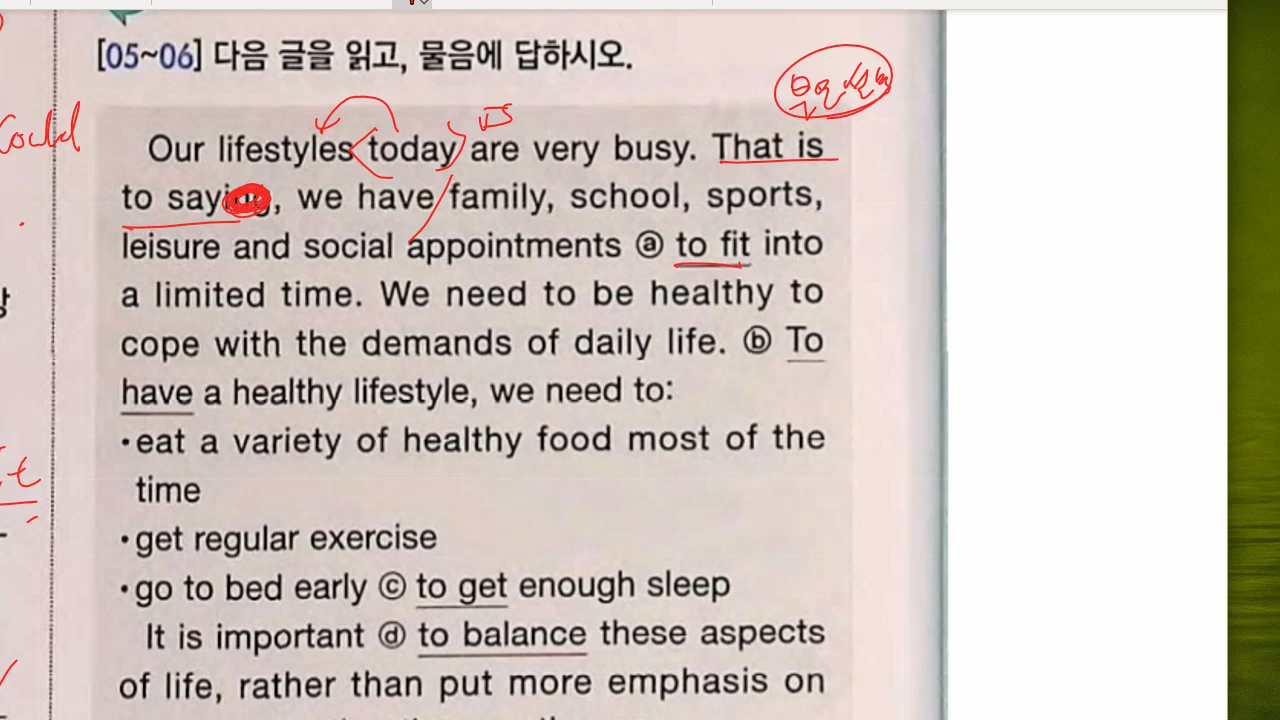 [05~06] 다음 글을 읽고, 물음에 답하시오.
Could
Our lifestyles today are very busy. That is
to say, we have family, school, sports,
leisure and social appointments ⓐ to fit into
a limited time. We need to be healthy to
cope with the demands of daily life. ⓑ To
have a healthy lifestyle, we need to:
•eat a variety of healthy food most of the
time
•get regular exercise
•go to bed early ⓒ to get enough sleep
It is important ⓓ to balance these aspects
of life, rather than put more emphasis on